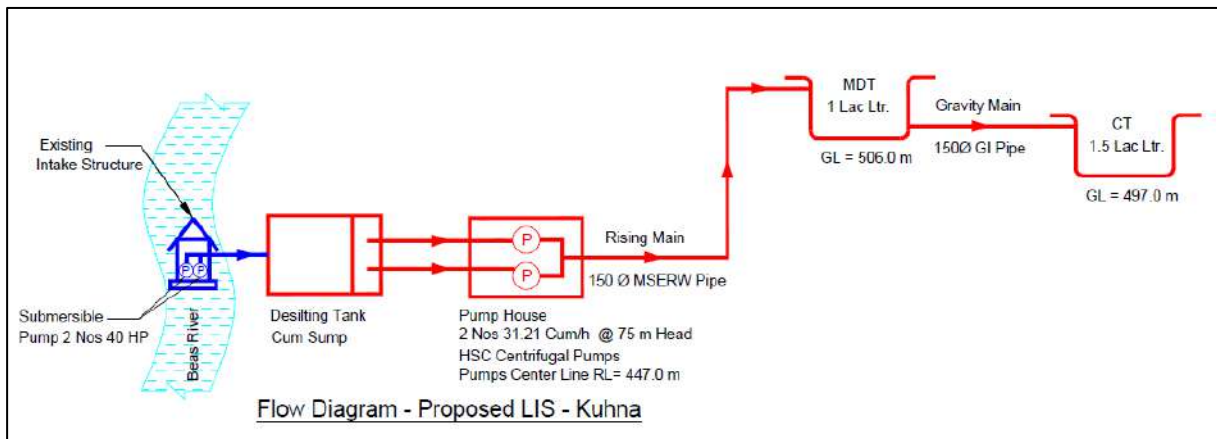 Existing
Intake Structure
Submersible
Pump 2 Nos 40 HP
Beas River
P P
Desilting Tank
Cum Sump
P
P
Pump House
2 Nos 31.21 Cum/h @ 75 m Head
HSC Centrifugal Pumps
Pumps Center Line RL= 447.0 m
Rising Main
150 Ø MSERW Pipe
MDT
1 Lac Ltr.
GL = 506.0 m
Gravity Main
150Ø GI Pipe
CT
1.5 Lac Ltr.
GL = 497.0 m
Flow Diagram - Proposed LIS - Kuhna